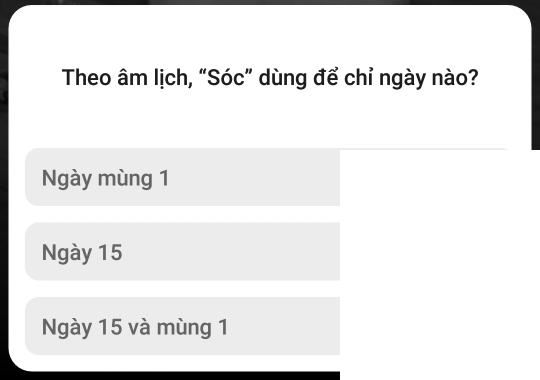 Theo âm lịch, “Sóc” dùng để chỉ ngày nào?
Ngày mùng 1
Ngày 15
Ngày 15 và mùng 1